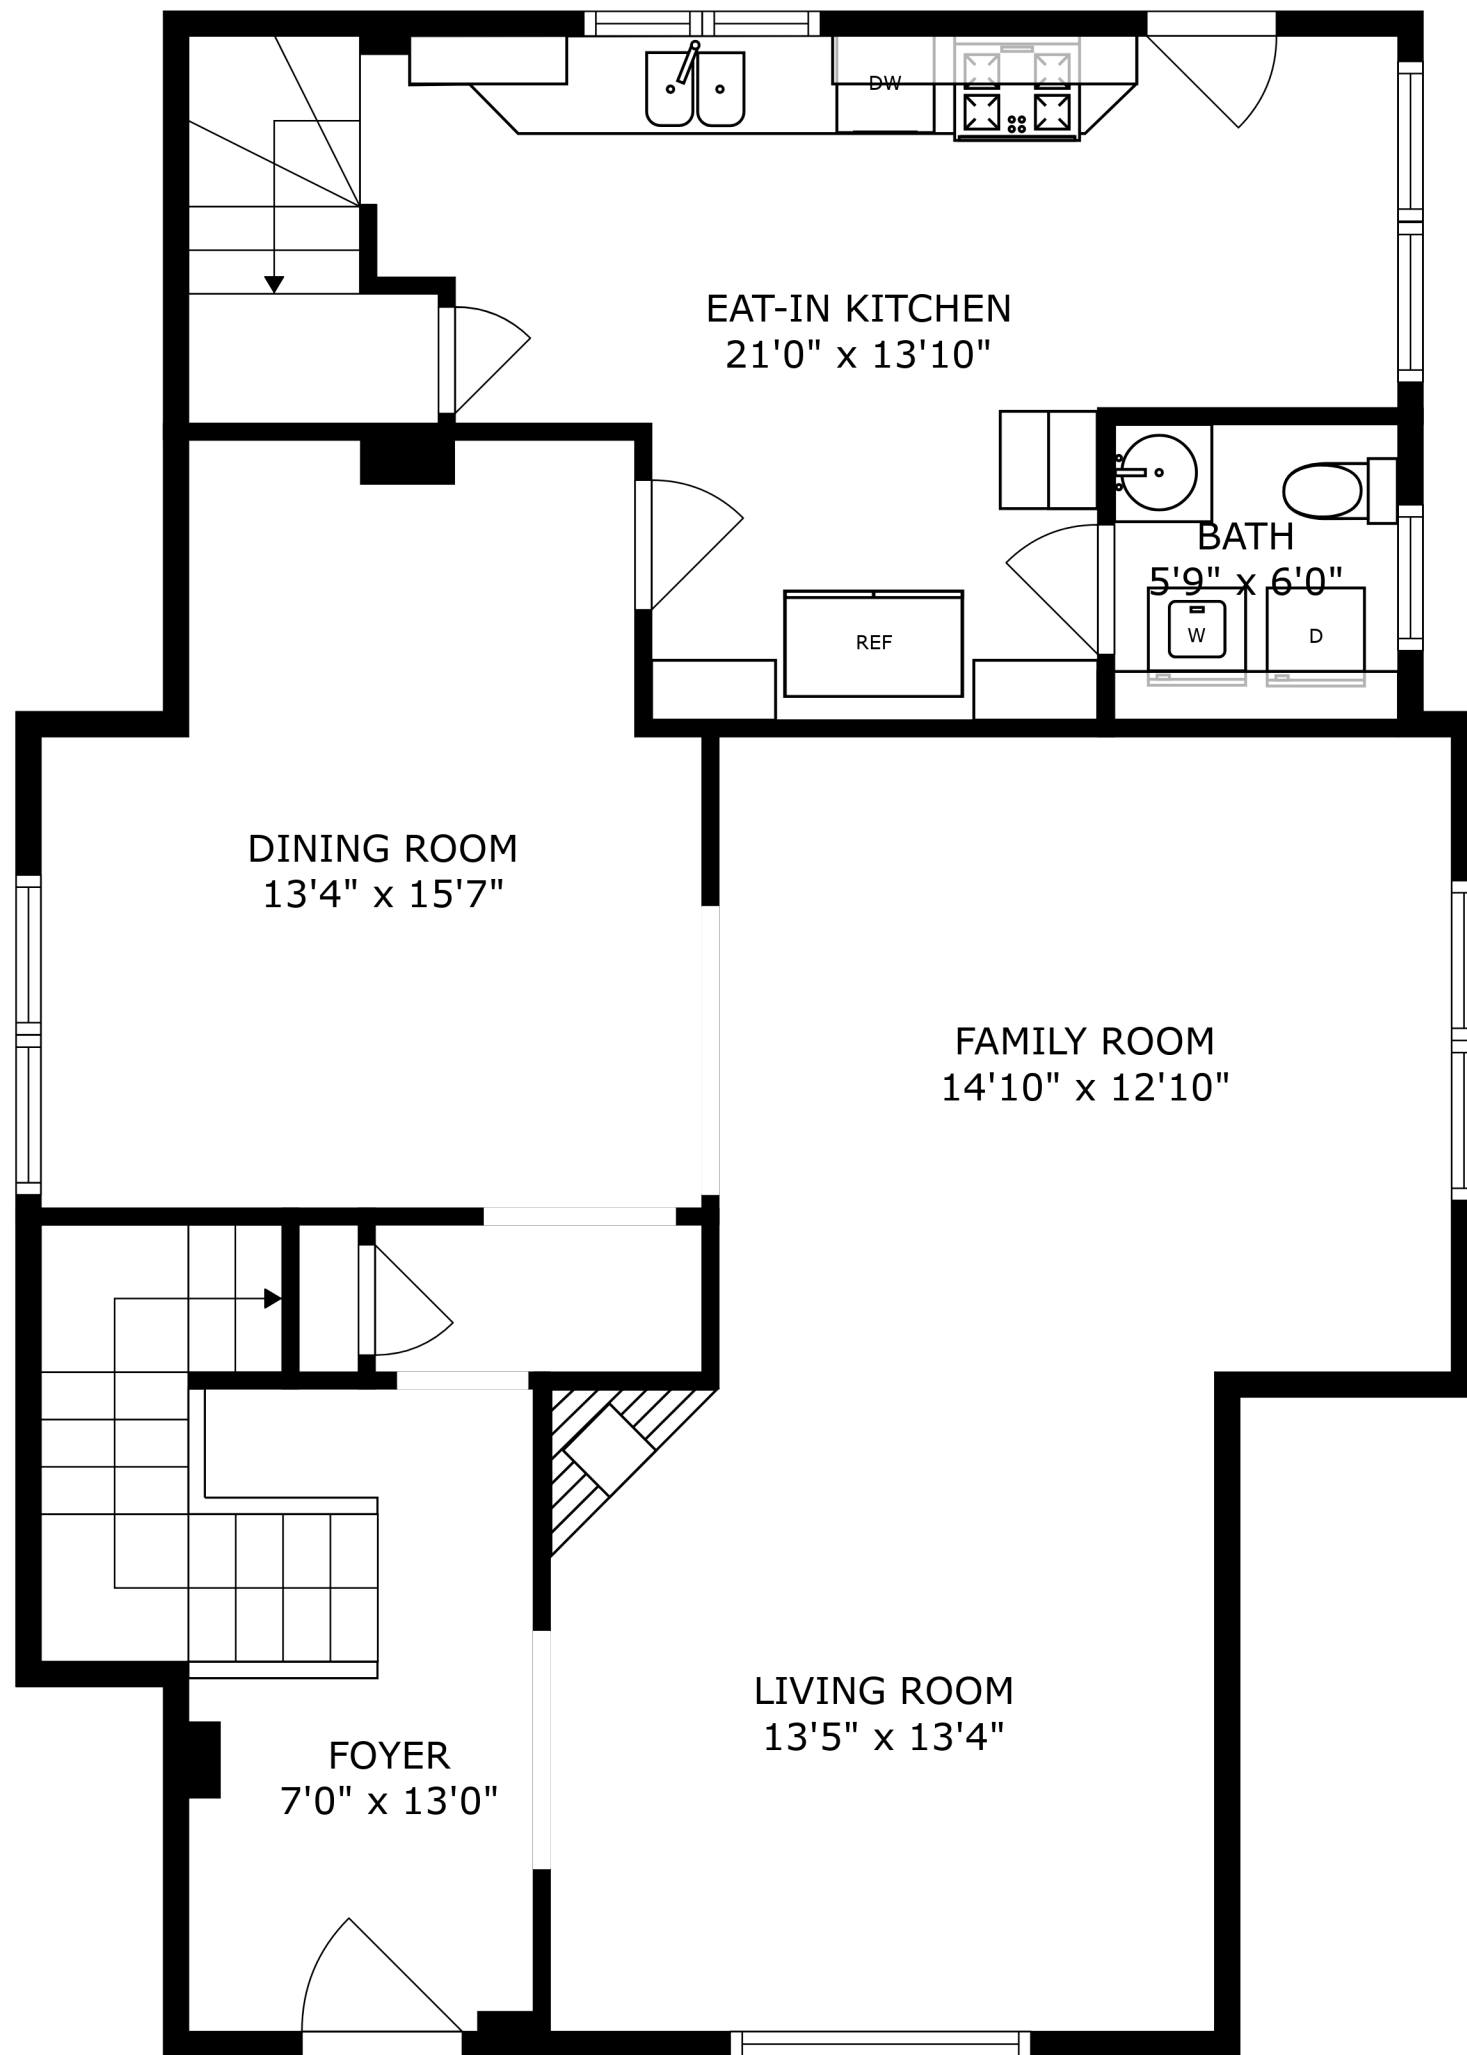 DW
EAT-IN KITCHEN
21'0" x 13'10"
BATH
5'9" x 6'0"
REF
W
D
DINING ROOM
13'4" x 15'7"
FAMILY ROOM
14'10" x 12'10"
LIVING ROOM
13'5" x 13'4"
FOYER
7'0" x 13'0"